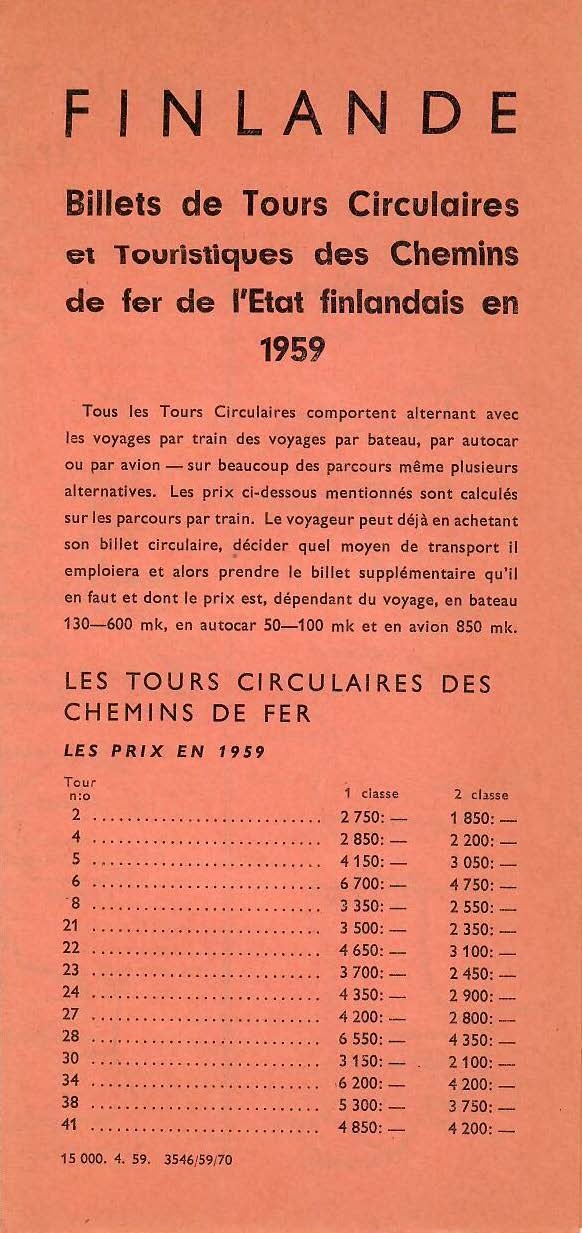 FINLANDE
Billets de Tours Circulaires
et Touristiques des Chemins
de fer de l'Etat finlandais en
1959
Tous les Tours Circulaires comportent alternant avec
les voyages par train des voyages par bateau, par autocar
ou par avion — sur beaucoup des parcours même plusieurs
alternatives. Les prix ci-dessous mentionnés sont calculés
sur les parcours par train. Le voyageur peut déjà en achetant
son billet circulaire, décider quel moyen de transport il
emploiera et alors prendre le billet supplémentaire qu'il
en faut et dont le prix est, dépendant du voyage, en bateau
130—600 mk, en autocar 50—100 mk et en avion 850 mk.
LES TOURS CIRCULAIRES DES
CHEMINS DE FER
LES PRIX EN 1959
Tour
n:o 1 classe 2 classe
2 ........................... 2 750: — 1 850: —
4 ........................... 2 850: — 2 200: —
5 ........................... 4 150: — 3 050: —
6 ........................... 6 700: — 4 750: —
8 ........................... 3 350: — 2 550: —
21 ........................... 3 500: — 2 350: —
22 ........................... 4 650: — 3 100: —
23 ........................... 3 700: — 2 450: —
24 ........................... 4 350: — 2 900: —
27 ........................... 4 200: — 2 800: —
28 ........................... 6 550: — 4 350: —
30 ........................... 3 150: — 2 100: —
34 ........................... 6 200: — 4 200: —
38 ........................... 5 300: — 3 750: —
41 ........................... 4 850: — 4 200: —
15 000. 4. 59. 3546/59/70